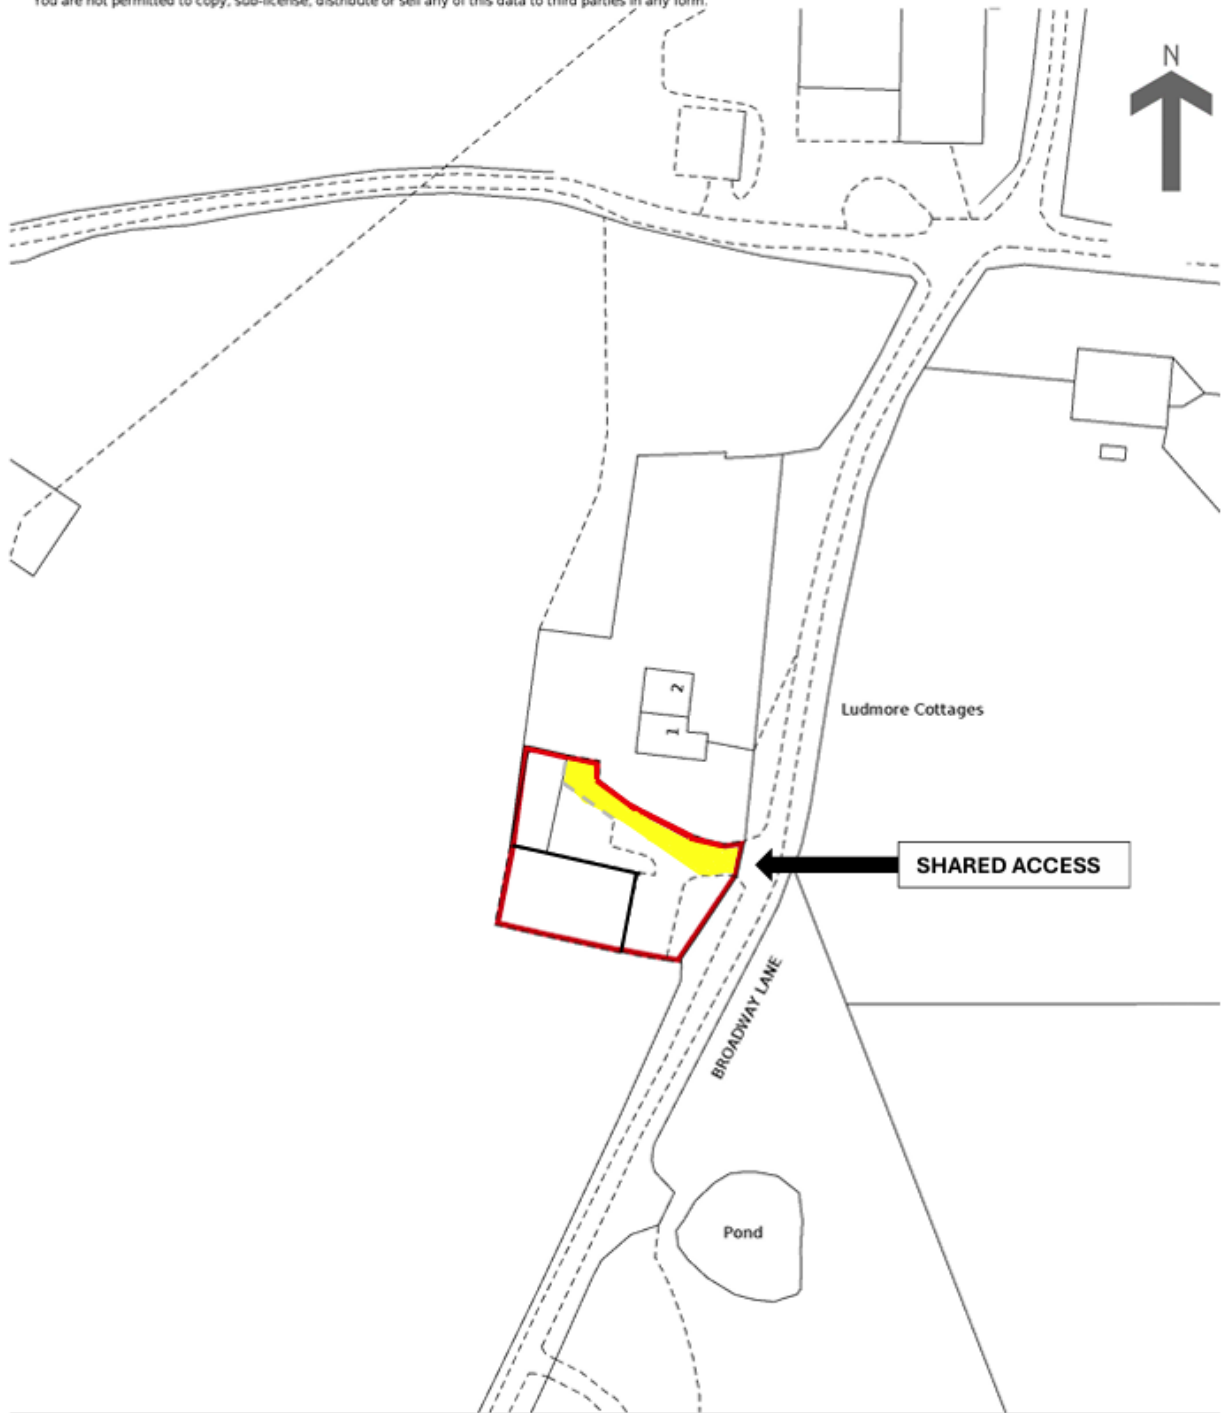 You are not permitted to copy, sub-license, distribute or sell any of this data to third parties in any form.
N
2
Ludmore Cottages
1
SHARED ACCESS
BROADWAY LANE
Pond